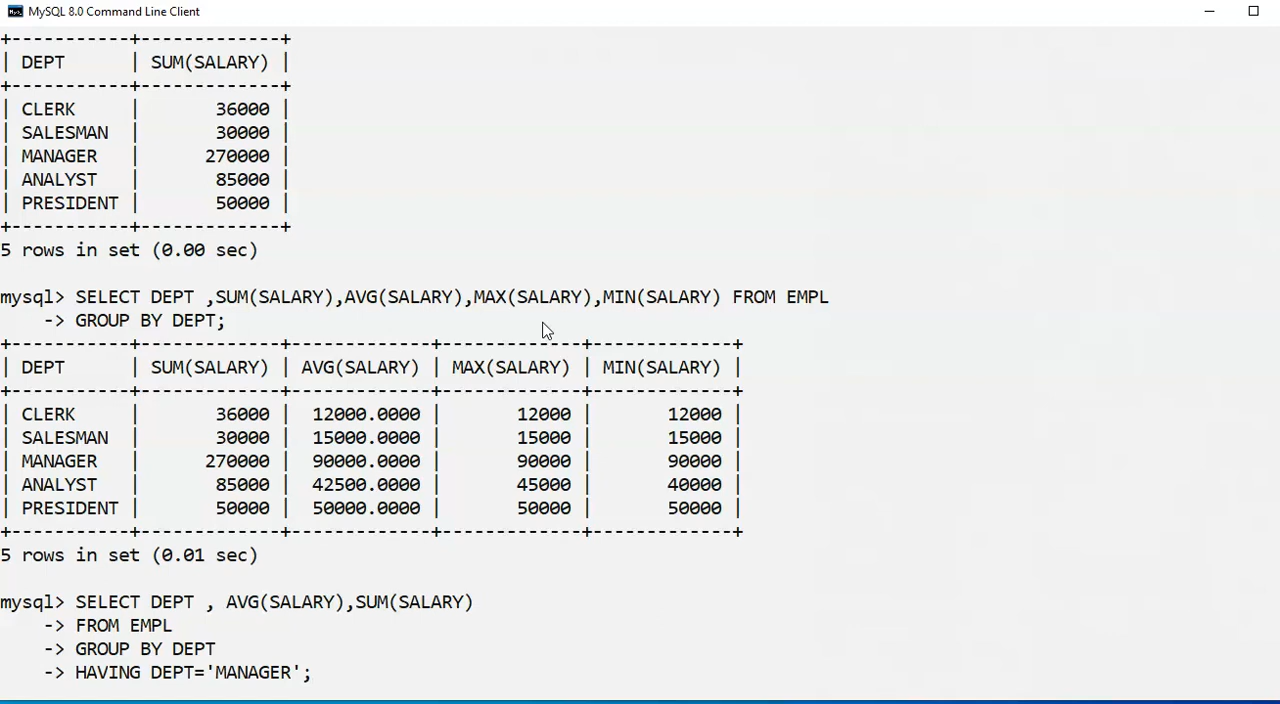 MySQL 8.0 Command Line Client
+-----------+-------------+
| DEPT      | SUM(SALARY) |
+-----------+-------------+
| CLERK     |       36000 |
| SALESMAN  |       30000 |
| MANAGER   |      270000 |
| ANALYST   |       85000 |
| PRESIDENT |       50000 |
+-----------+-------------+
5 rows in set (0.00 sec)
mysql> SELECT DEPT ,SUM(SALARY),AVG(SALARY),MAX(SALARY),MIN(SALARY) FROM EMPL
    -> GROUP BY DEPT;
+-----------+-------------+-------------+-------------+-------------+
| DEPT      | SUM(SALARY) | AVG(SALARY) | MAX(SALARY) | MIN(SALARY) |
+-----------+-------------+-------------+-------------+-------------+
| CLERK     |       36000 |  12000.0000 |       12000 |       12000 |
| SALESMAN  |       30000 |  15000.0000 |       15000 |       15000 |
| MANAGER   |      270000 |  90000.0000 |       90000 |       90000 |
| ANALYST   |       85000 |  42500.0000 |       45000 |       40000 |
| PRESIDENT |       50000 |  50000.0000 |       50000 |       50000 |
+-----------+-------------+-------------+-------------+-------------+
5 rows in set (0.01 sec)
mysql> SELECT DEPT , AVG(SALARY),SUM(SALARY)
    -> FROM EMPL
    -> GROUP BY DEPT
    -> HAVING DEPT='MANAGER';